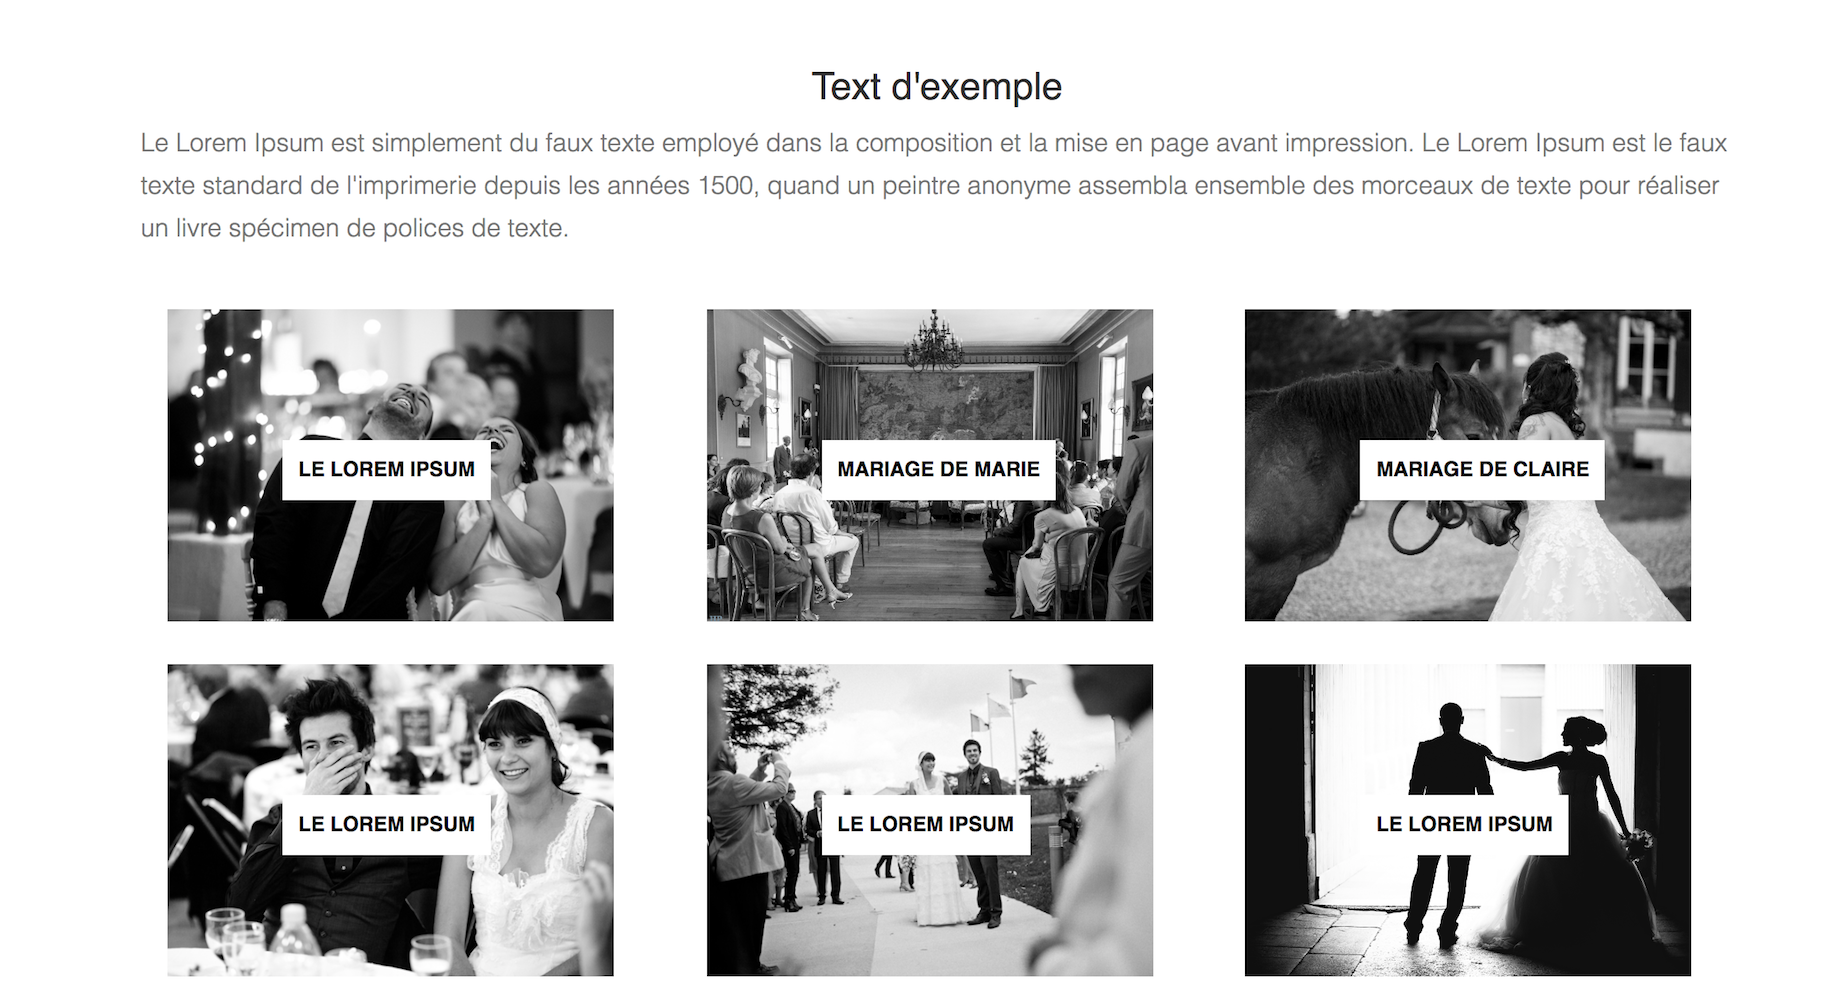 Text d'exemple
Le Lorem Ipsum est simplement du faux texte employé dans la composition et la mise en page avant impression. Le Lorem Ipsum est le faux
texte standard de l'imprimerie depuis les années 1500, quand un peintre anonyme assembla ensemble des morceaux de texte pour réaliser
un livre spécimen de polices de texte.
LE LOREM IPSUM
MARIAGE DE MARIE
MARIAGE DE CLAIRE
LE LOREM IPSUM
LE LOREM IPSUM
LE LOREM IPSUM